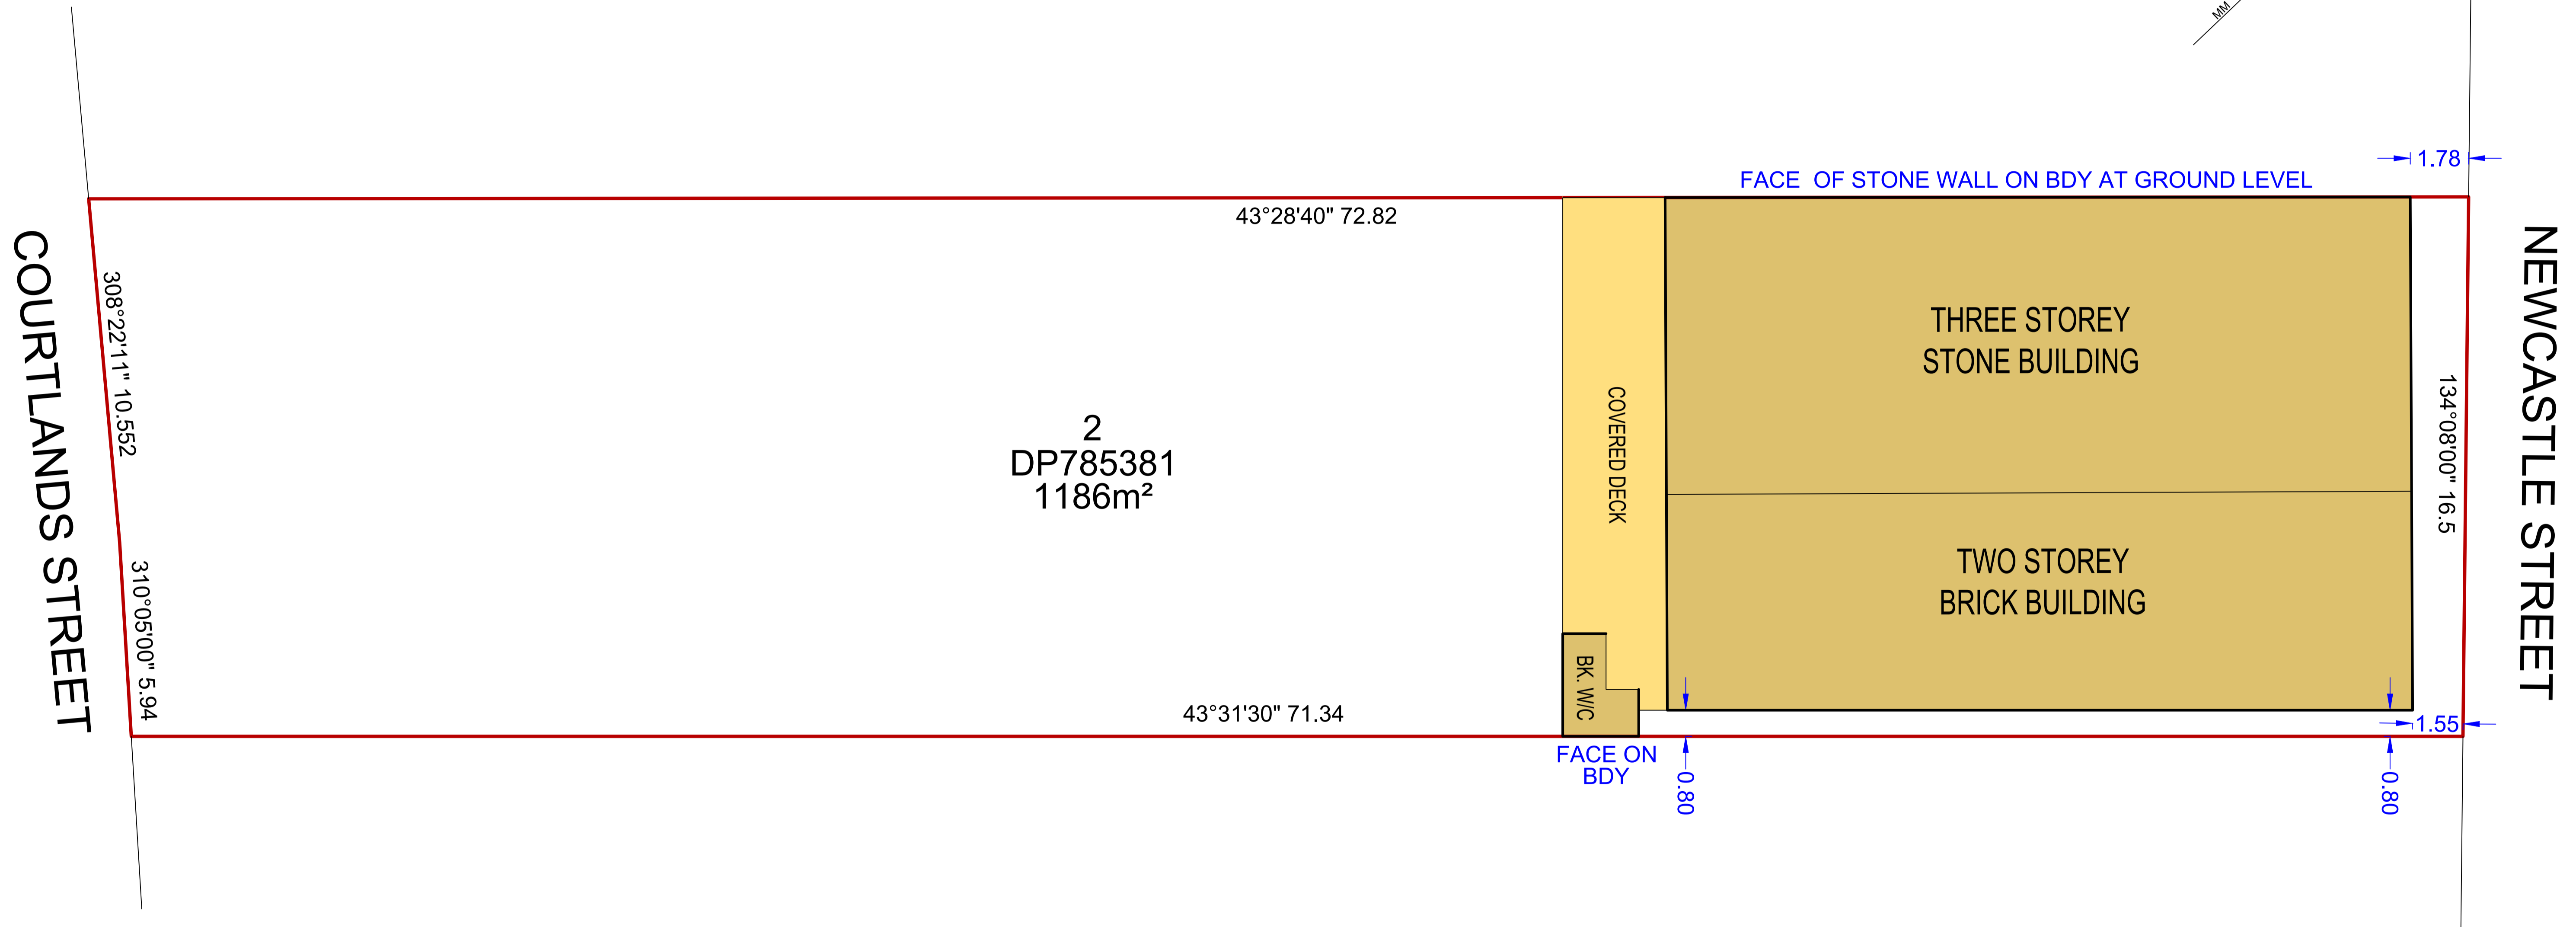 MM
1.78
FACE OF STONE WALL ON BDY AT GROUND LEVEL
43°28'40" 72.82
COURTLANDS STREET
308°22'11" 10.552
310°05'00" 5.94
2
DP785381
1186m²
COVERED DECK
THREE STOREY
STONE BUILDING
TWO STOREY
BRICK BUILDING
134°08'00" 16.5
NEWCASTLE STREET
BK. W/C
43°31'30" 71.34
1.55
FACE ON
BDY
0.80
0.80